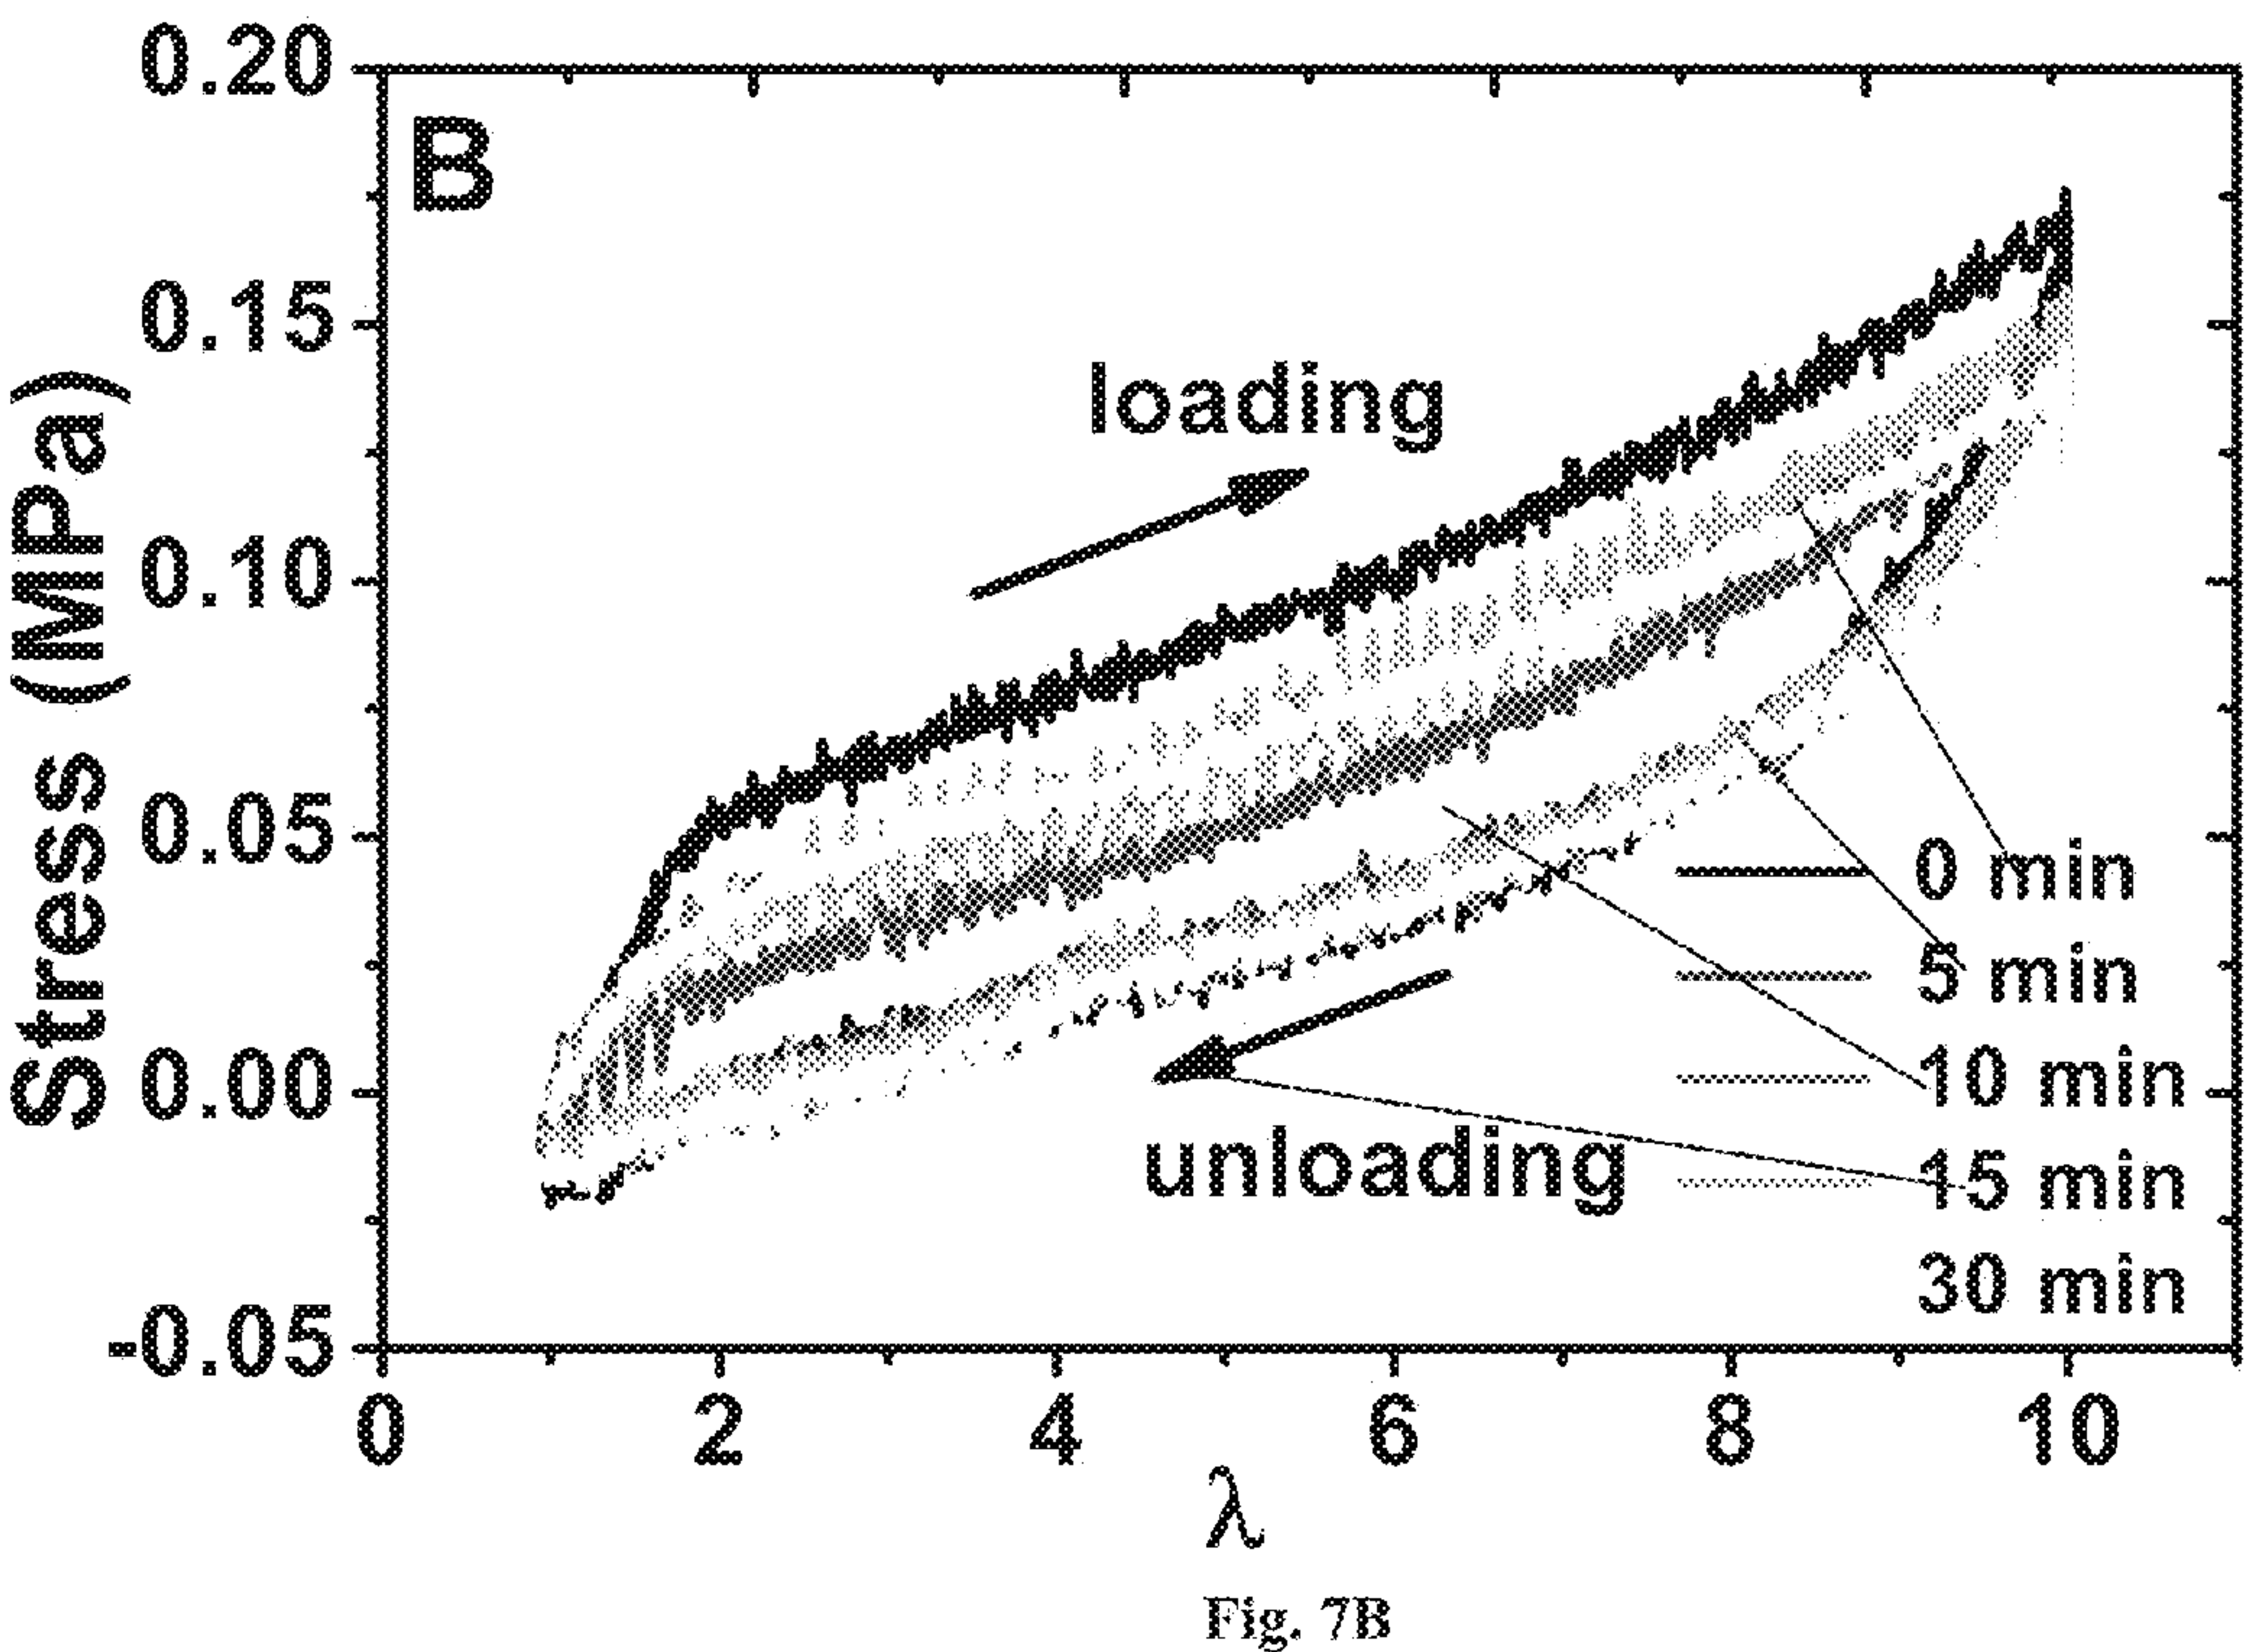 0.20
B
0.15
loading
Stress (MPa)
0.10
0.05
0 min
5 min
0.00
10 min
unloading
15 min
30 min
-0.05
0 2 4 6 8 10
λ
Fig. 7B